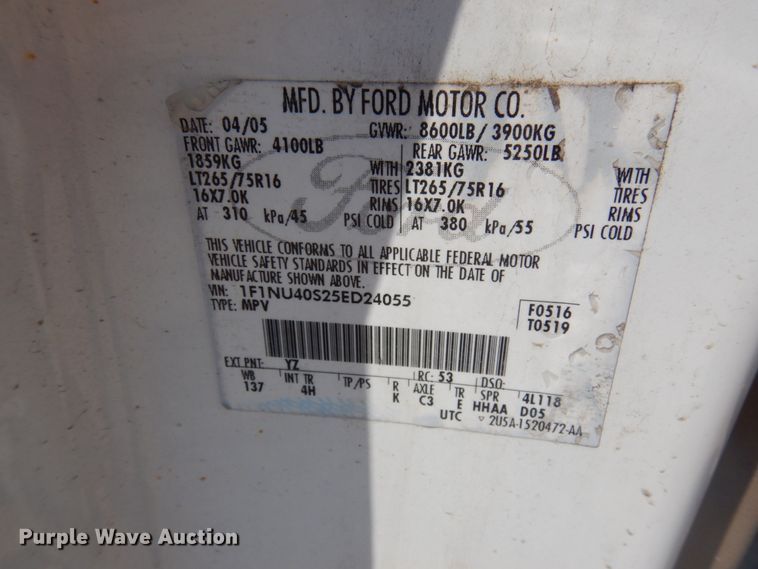 MFD. BY FORD MOTOR CO.
DATE: 04/05 GVWR: 8600LB/ 3900KG
FRONT GAWR: 4100LB REAR GAWR: 5250LB
1859KG WITH 2381KG WITH
LT265/75R16 TIRES LT265/75R16 TIRES
16X7.0K RIMS 16X7.0K RIMS
AT 310 kPa/45 PSI COLD AT 380 kPa/55 PSI COLD
THIS VEHICLE CONFORMS TO ALL APPLICABLE FEDERAL MOTOR
VEHICLE SAFETY STANDARDS IN EFFECT ON THE DATE OF
MANUFACTURE SHOWN ABOVE.
VIN: 1F1NU40S25ED24055
TYPE: MPV
F0516
T0519
EXT PNT: YZ RC: 53 DSO:
WB INT TR TP/PS R AXLE TR SPR 4L118
137 4H K C3 E HHAA D05
UTC 2U5A-1520472-AA
Ford
Purple Wave Auction